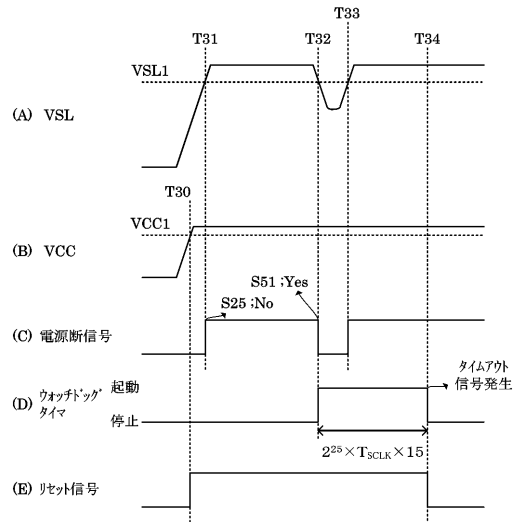 T33
T31
T32
T34
VSL1
(A) VSL
T30
VCC1
(B) VCC
S51 ;Yes
S25 ;No
(C) 電源断信号
タイムアウト
信号発生
(D) ウォッチドッグ
タイマ
起動
停止
2²⁵×T_SCLK×15
(E) リセット信号